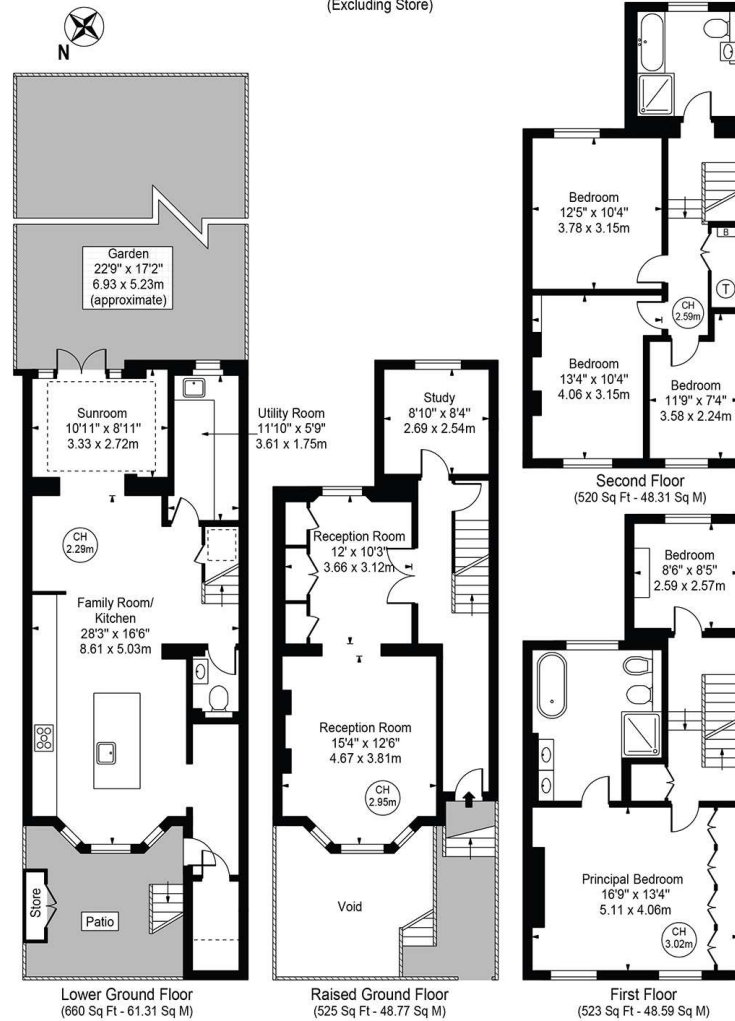 (Excluding Store)
N
Garden
22'9" x 17'2"
6.93 x 5.23m
(approximate)
Sunroom
10'11" x 8'11"
3.33 x 2.72m
Utility Room
11'10" x 5'9"
3.61 x 1.75m
CH
2.29m
Family Room/
Kitchen
28'3" x 16'6"
8.61 x 5.03m
Store
Patio
Lower Ground Floor
(660 Sq Ft - 61.31 Sq M)
Study
8'10" x 8'4"
2.69 x 2.54m
Reception Room
12' x 10'3"
3.66 x 3.12m
Reception Room
15'4" x 12'6"
4.67 x 3.81m
CH
2.95m
Void
Raised Ground Floor
(525 Sq Ft - 48.77 Sq M)
Bedroom
12'5" x 10'4"
3.78 x 3.15m
B
T
CH
2.59m
Bedroom
13'4" x 10'4"
4.06 x 3.15m
Bedroom
11'9" x 7'4"
3.58 x 2.24m
Second Floor
(520 Sq Ft - 48.31 Sq M)
Bedroom
8'6" x 8'5"
2.59 x 2.57m
Principal Bedroom
16'9" x 13'4"
5.11 x 4.06m
CH
3.02m
First Floor
(523 Sq Ft - 48.59 Sq M)